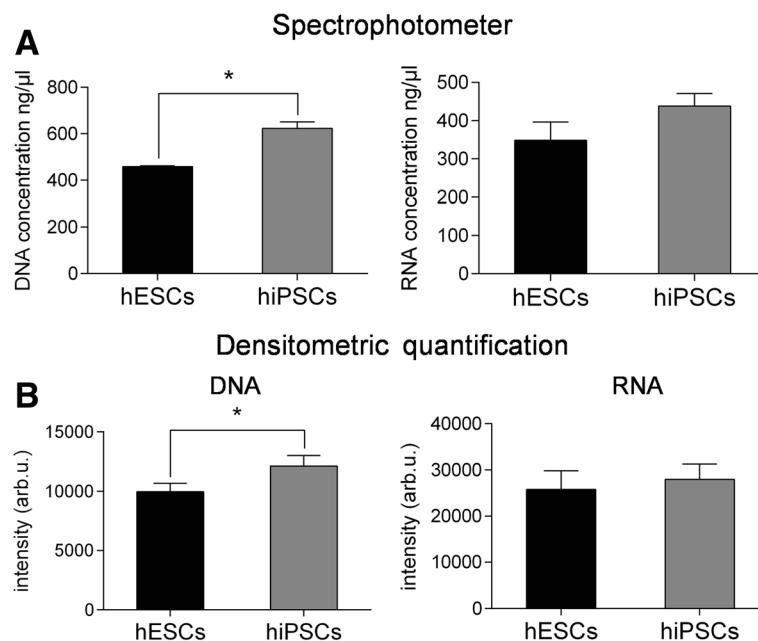 Spectrophotometer
A
DNA concentration ng/µl
800
600
400
200
0
*
hESCs
hiPSCs
RNA concentration ng/µl
500
400
300
200
100
0
hESCs
hiPSCs
Densitometric quantification
B
DNA
intensity (arb.u.)
15000
10000
5000
0
*
hESCs
hiPSCs
RNA
intensity (arb.u.)
40000
30000
20000
10000
0
hESCs
hiPSCs